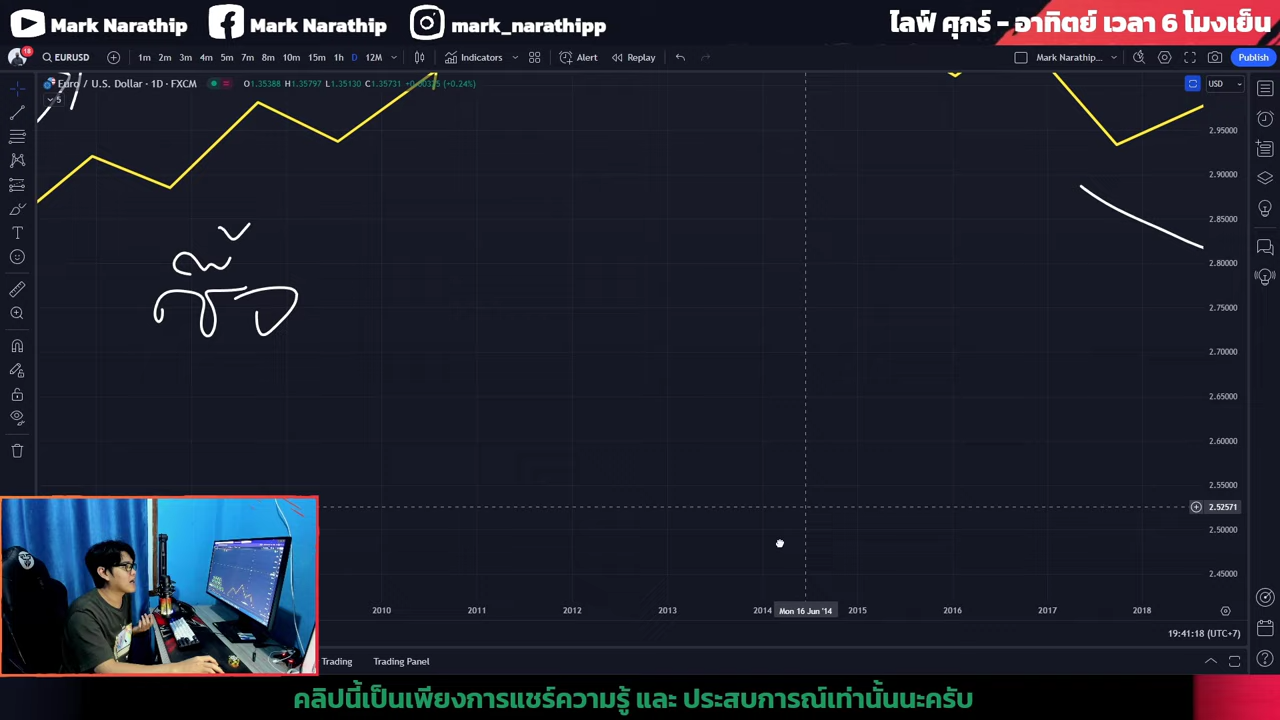 Mark Narathip Mark Narathip mark_narathipp ไลฟ์ ศุกร์ - อาทิตย์ เวลา 6 โมงเย็น
18 EURUSD 1m 2m 3m 4m 5m 7m 8m 10m 15m 1h D 12M Indicators Alert Replay Mark Narathip... Publish
Euro / U.S. Dollar · 1D · FXCM O1.35388 H1.35797 L1.35130 C1.35731 USD
5
2.95000
2.90000
2.85000
2.80000
2.75000
2.70000
2.65000
2.60000
2.55000
2.52571
2.50000
2.45000
2010 2011 2012 2013 2014 Mon 16 Jun '14 2015 2016 2017 2018
19:41:18 (UTC+7)
Trading Trading Panel
คลิปนี้เป็นเพียงการแชร์ความรู้ และ ประสบการณ์เท่านั้นนะครับ